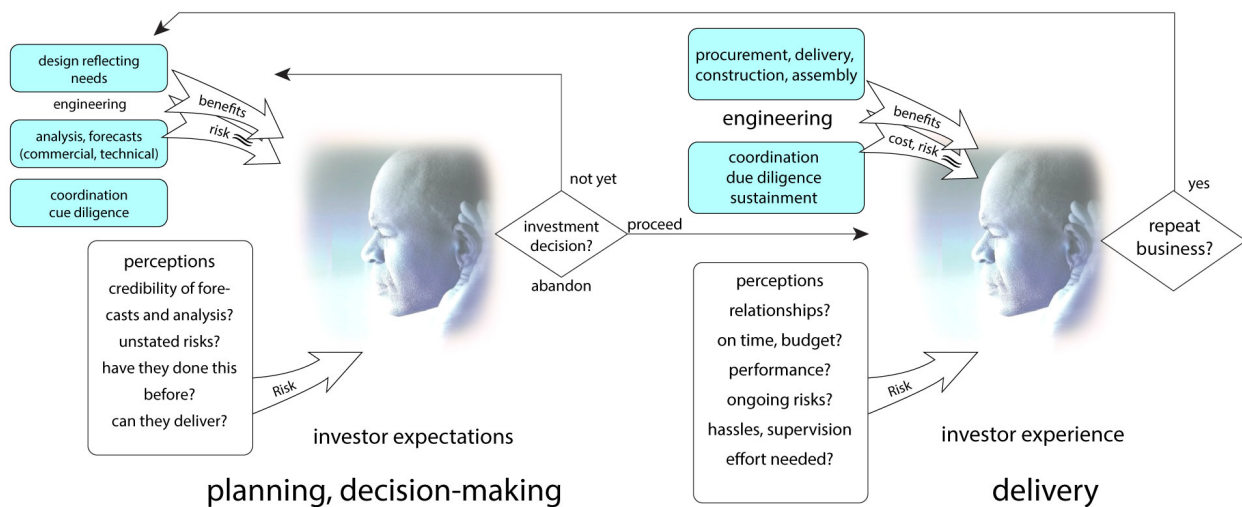 design reflecting
needs
engineering
analysis, forecasts
(commercial, technical)
coordination
cue diligence
benefits
risk
perceptions
credibility of fore-
casts and analysis?
unstated risks?
have they done this
before?
can they deliver?
Risk
investor expectations
planning, decision-making
not yet
investment
decision?
abandon
proceed
procurement, delivery,
construction, assembly
engineering
coordination
due diligence
sustainment
benefits
cost, risk
perceptions
relationships?
on time, budget?
performance?
ongoing risks?
hassles, supervision
effort needed?
Risk
investor experience
delivery
yes
repeat
business?